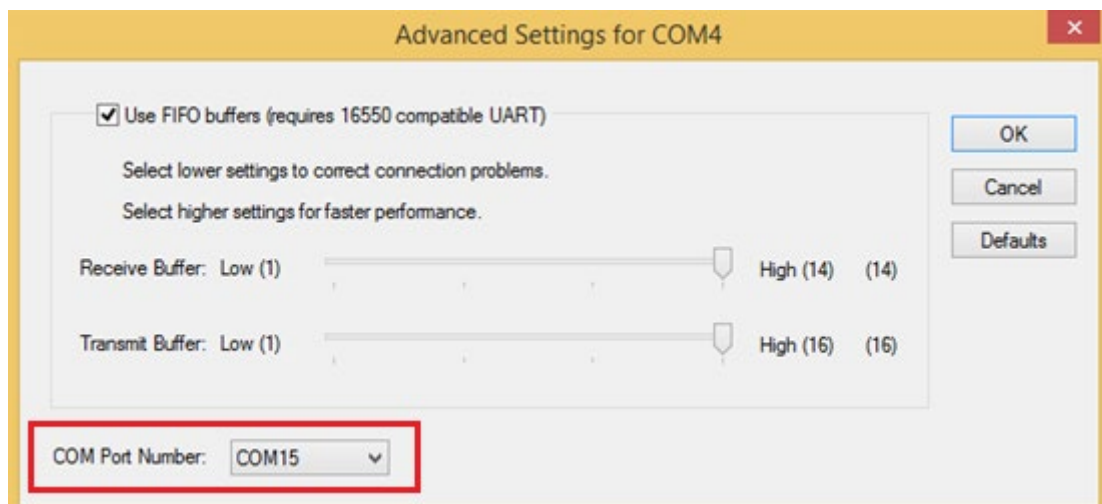 Advanced Settings for COM4
Use FIFO buffers (requires 16550 compatible UART)
OK
Select lower settings to correct connection problems.
Cancel
Select higher settings for faster performance.
Defaults
Receive Buffer: Low (1) High (14) (14)
Transmit Buffer: Low (1) High (16) (16)
COM Port Number: COM15